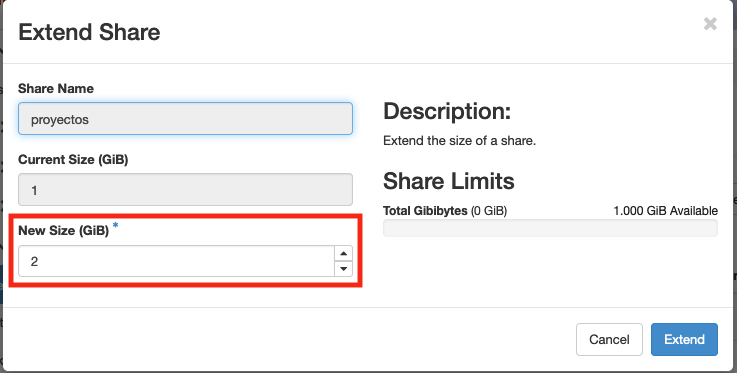 Extend Share
×
Share Name
proyectos
Current Size (GiB)
1
New Size (GiB) *
2
Description:
Extend the size of a share.
Share Limits
Total Gibibytes (0 GiB) 1.000 GiB Available
Cancel Extend